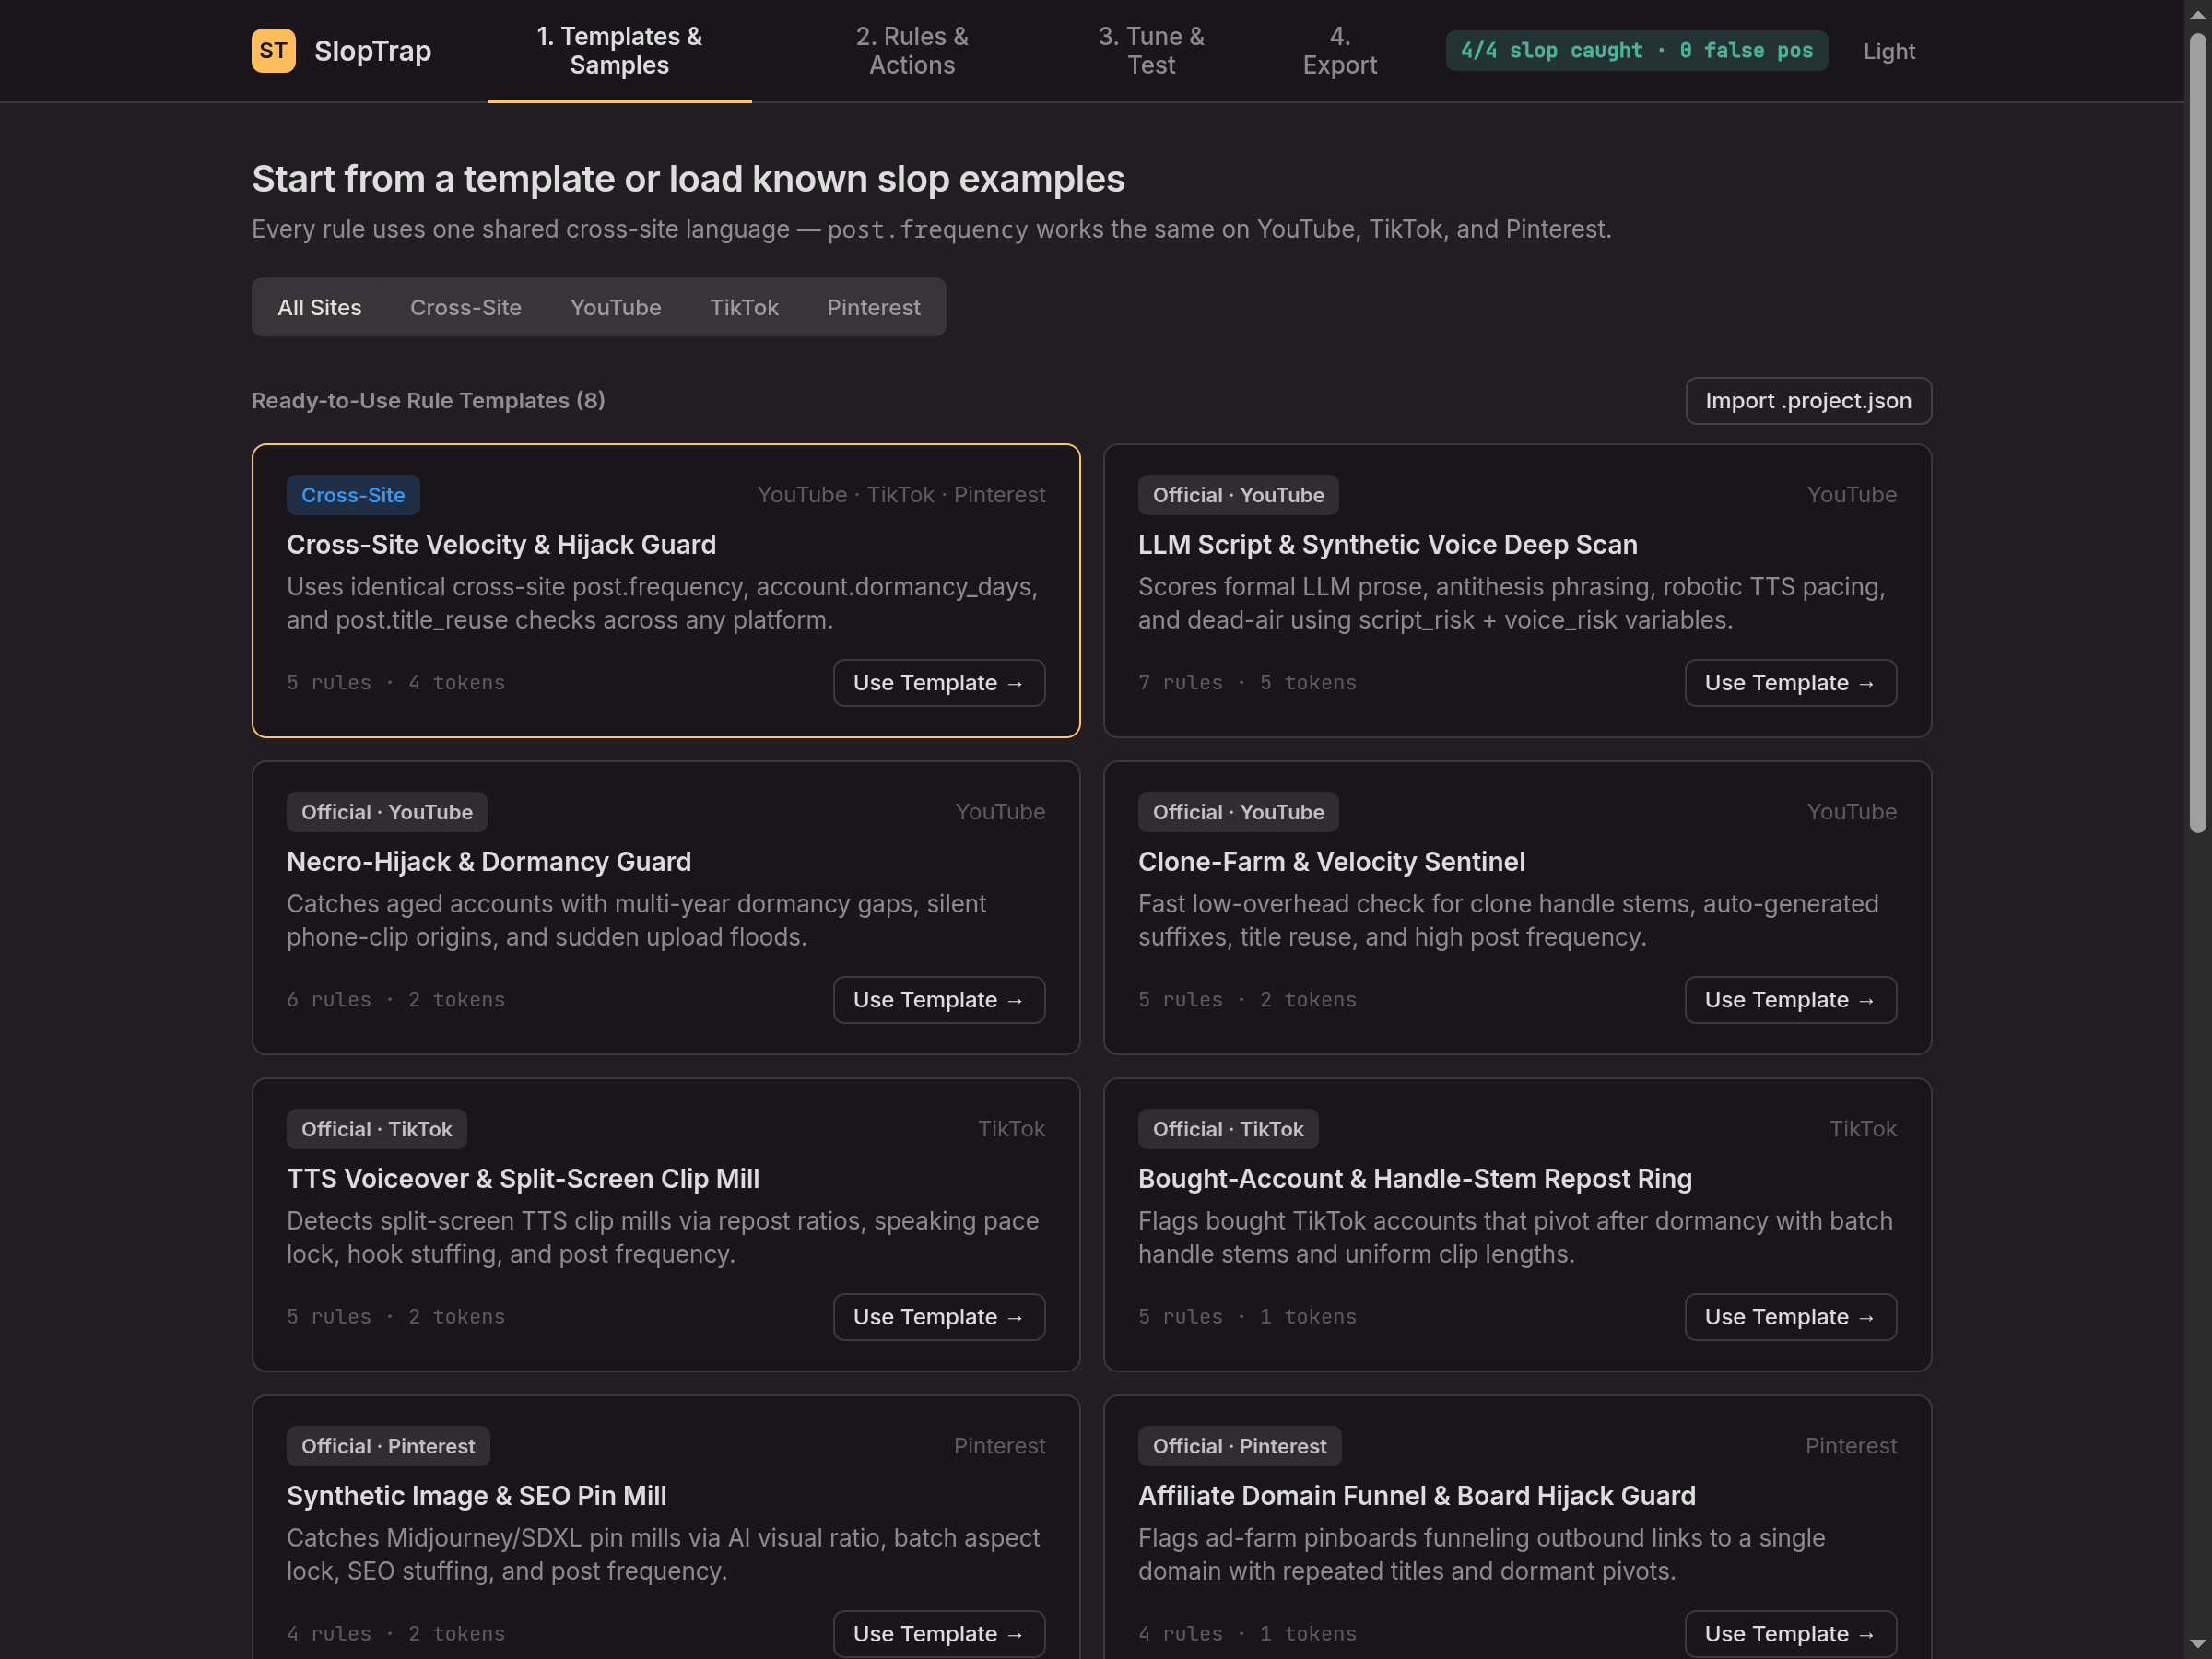 ST SlopTrap
1. Templates &
Samples
2. Rules &
Actions
3. Tune &
Test
4.
Export
4/4 slop caught · 0 false pos
Light
Start from a template or load known slop examples
Every rule uses one shared cross-site language — post.frequency works the same on YouTube, TikTok, and Pinterest.
All Sites Cross-Site YouTube TikTok Pinterest
Ready-to-Use Rule Templates (8)
Import .project.json
Cross-Site YouTube · TikTok · Pinterest
Cross-Site Velocity & Hijack Guard
Uses identical cross-site post.frequency, account.dormancy_days,
and post.title_reuse checks across any platform.
5 rules · 4 tokens Use Template →
Official · YouTube YouTube
LLM Script & Synthetic Voice Deep Scan
Scores formal LLM prose, antithesis phrasing, robotic TTS pacing,
and dead-air using script_risk + voice_risk variables.
7 rules · 5 tokens Use Template →
Official · YouTube YouTube
Necro-Hijack & Dormancy Guard
Catches aged accounts with multi-year dormancy gaps, silent
phone-clip origins, and sudden upload floods.
6 rules · 2 tokens Use Template →
Official · YouTube YouTube
Clone-Farm & Velocity Sentinel
Fast low-overhead check for clone handle stems, auto-generated
suffixes, title reuse, and high post frequency.
5 rules · 2 tokens Use Template →
Official · TikTok TikTok
TTS Voiceover & Split-Screen Clip Mill
Detects split-screen TTS clip mills via repost ratios, speaking pace
lock, hook stuffing, and post frequency.
5 rules · 2 tokens Use Template →
Official · TikTok TikTok
Bought-Account & Handle-Stem Repost Ring
Flags bought TikTok accounts that pivot after dormancy with batch
handle stems and uniform clip lengths.
5 rules · 1 tokens Use Template →
Official · Pinterest Pinterest
Synthetic Image & SEO Pin Mill
Catches Midjourney/SDXL pin mills via AI visual ratio, batch aspect
lock, SEO stuffing, and post frequency.
4 rules · 2 tokens Use Template →
Official · Pinterest Pinterest
Affiliate Domain Funnel & Board Hijack Guard
Flags ad-farm pinboards funneling outbound links to a single
domain with repeated titles and dormant pivots.
4 rules · 1 tokens Use Template →